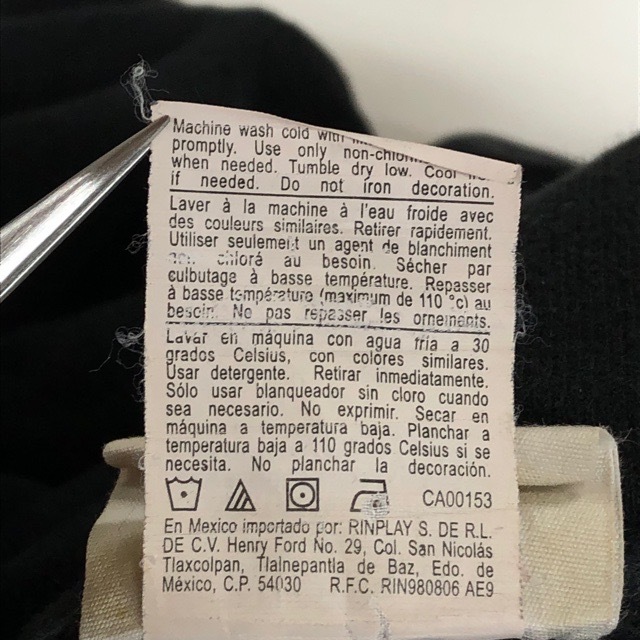 Machine wash cold with
promptly. Use only
when needed. Tumble dry low. Cool
if needed. Do not iron decoration.
Laver à la machine à l'eau froide avec
des couleurs similaires. Retirer rapidement.
Utiliser seulement un agent de blanchiment
chloré au besoin. Sécher par
culbutage à basse température. Repasser
à basse température (maximum de 110 °c) au
besoin. No pas repasser les ornements.
Lavar en máquina con agua fria a 30
grados Celsius, con colores similares.
Usar detergente. Retirar inmediatamente.
Sólo usar blanqueador sin cloro cuando
sea necesario. No exprimir. Secar en
máquina a temperatura baja. Planchar a
temperatura baja a 110 grados Celsius si se
necesita. No planchar la decoración.
CA00153
En Mexico importado por: RINPLAY S. DE R.L.
DE C.V. Henry Ford No. 29, Col. San Nicolás
Tlaxcolpan, Tlalnepantla de Baz, Edo. de
México, C.P. 54030 R.F.C. RIN980806 AE9